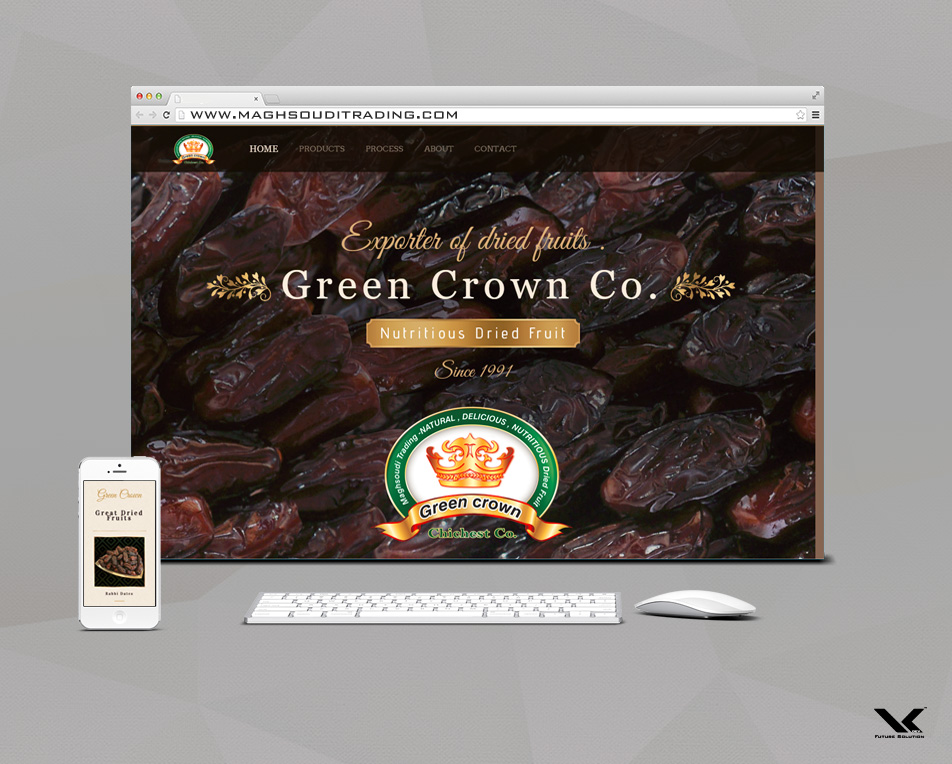 WWW.MAGHSOUDITRADING.COM
HOME PRODUCTS PROCESS ABOUT CONTACT
Exporter of dried fruits .
Green Crown Co.
Nutritious Dried Fruit
Since 1991
Maghsoudi Trading -NATURAL , DELICIOUS , NUTRITIOUS Dried Fruit
Green crown
Chichest Co.
Green Crown
Great Dried
Fruits
Rabbi Dates
Future Solution